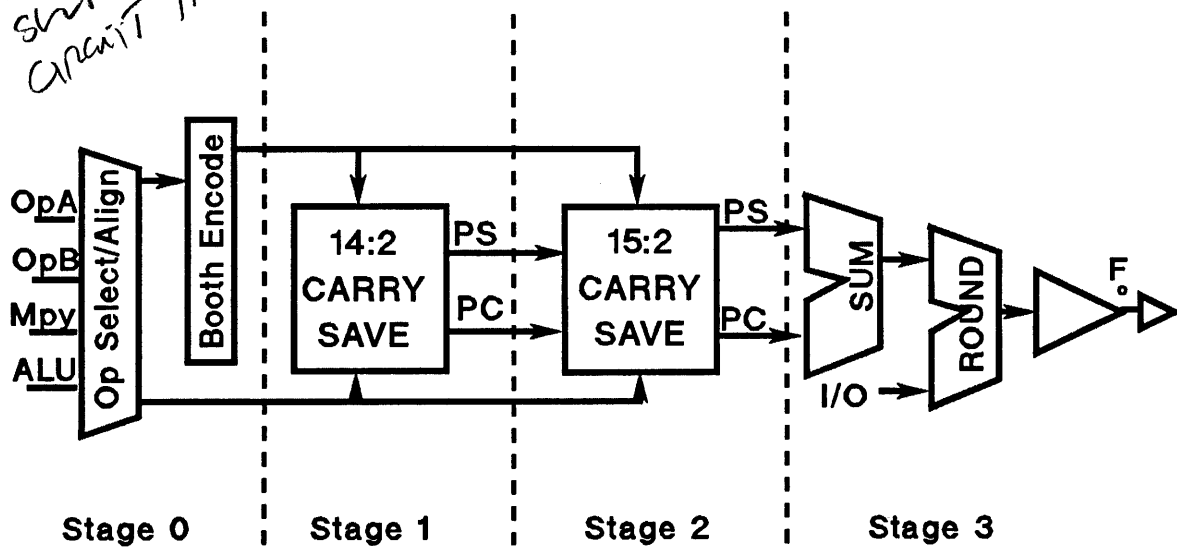 CIRCUIT
OpA
OpB
Mpy
ALU
Op Select/Align
Booth Encode
14:2
CARRY
SAVE
PS
PC
15:2
CARRY
SAVE
PS
PC
SUM
I/O
ROUND
F
o
Stage 0
Stage 1
Stage 2
Stage 3